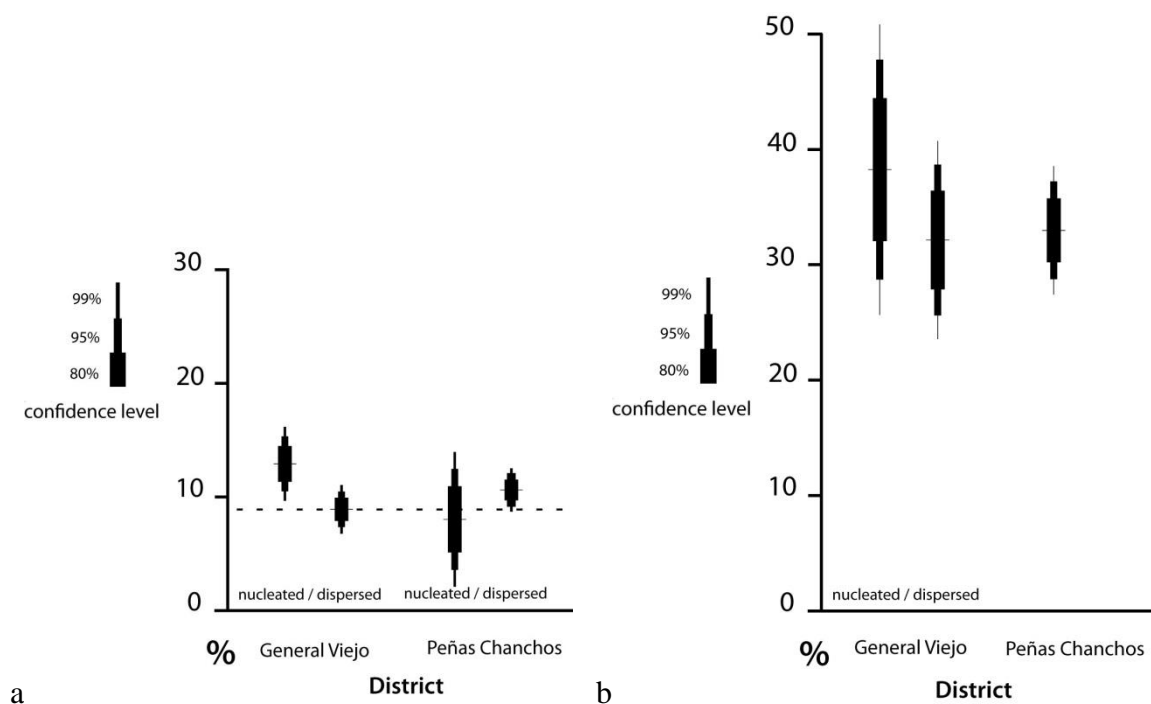 30
20
10
0
99%
95%
80%
confidence level
nucleated / dispersed
nucleated / dispersed
%
General Viejo
Peñas Chanchos
District
a
50
40
30
20
10
0
99%
95%
80%
confidence level
nucleated / dispersed
%
General Viejo
Peñas Chanchos
District
b